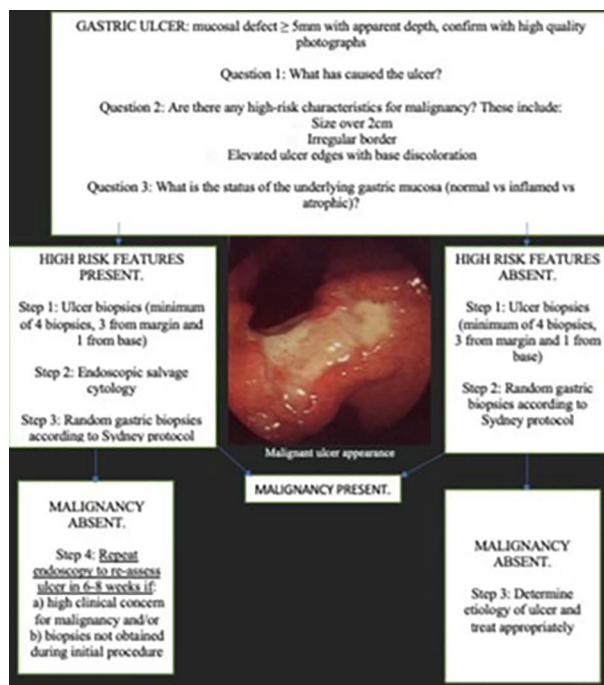 GASTRIC ULCER: mucosal defect ≥ 5mm with apparent depth, confirm with high quality
photographs
Question 1: What has caused the ulcer?
Question 2: Are there any high-risk characteristics for malignancy? These include:
Size over 2cm
Irregular border
Elevated ulcer edges with base discoloration
Question 3: What is the status of the underlying gastric mucosa (normal vs inflamed vs
atrophic)?
HIGH RISK FEATURES
PRESENT.
Step 1: Ulcer biopsies (minimum
of 4 biopsies, 3 from margin and
1 from base)
Step 2: Endoscopic salvage
cytology
Step 3: Random gastric biopsies
according to Sydney protocol
Malignant ulcer appearance
HIGH RISK FEATURES
ABSENT.
Step 1: Ulcer biopsies
(minimum of 4 biopsies,
3 from margin and 1 from
base)
Step 2: Random gastric
biopsies according to
Sydney protocol
MALIGNANCY PRESENT.
MALIGNANCY
ABSENT.
Step 4: Repeat
endoscopy to re-assess
ulcer in 6-8 weeks if:
a) high clinical concern
for malignancy and/or
b) biopsies not obtained
during initial procedure
MALIGNANCY
ABSENT.
Step 3: Determine
etiology of ulcer and
treat appropriately